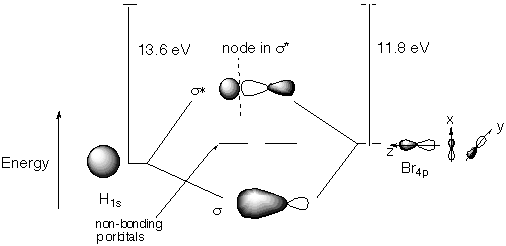 13.6 eV
node in σ*
11.8 eV
σ*
x
y
z
Energy
Br4p
H1s
σ
non-bonding
porbitals